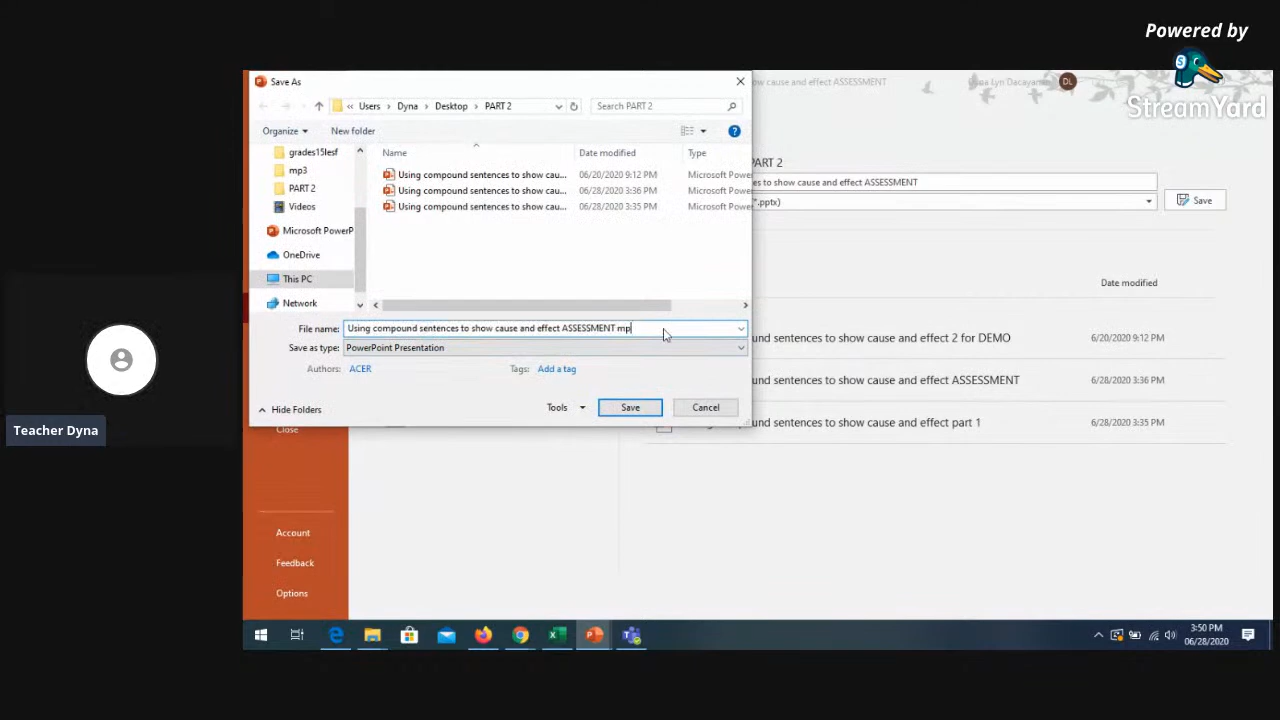 Powered by
StreamYard
Save As
cause and effect ASSESSMENT
DL
Users
Dyna
Desktop
PART 2
Search PART 2
Organize
New folder
PART 2
grades15lesf
mp3
PART 2
Videos
Microsoft PowerP
OneDrive
This PC
Network
Name
Date modified
Type
Using compound sentences to show cau...
06/20/2020 9:12 PM
Microsoft Powe
Using compound sentences to show cau...
06/28/2020 3:36 PM
Microsoft Powe
Using compound sentences to show cau...
06/28/2020 3:35 PM
Microsoft Powe
es to show cause and effect ASSESSMENT
*.pptx)
Save
Date modified
File name:
Using compound sentences to show cause and effect ASSESSMENT mp
Save as type:
PowerPoint Presentation
Authors:
ACER
Tags:
Add a tag
Hide Folders
Tools
Save
Cancel
und sentences to show cause and effect 2 for DEMO
6/20/2020 9:12 PM
und sentences to show cause and effect ASSESSMENT
6/28/2020 3:36 PM
und sentences to show cause and effect part 1
6/28/2020 3:35 PM
Teacher Dyna
Close
Account
Feedback
Options
3:50 PM
06/28/2020